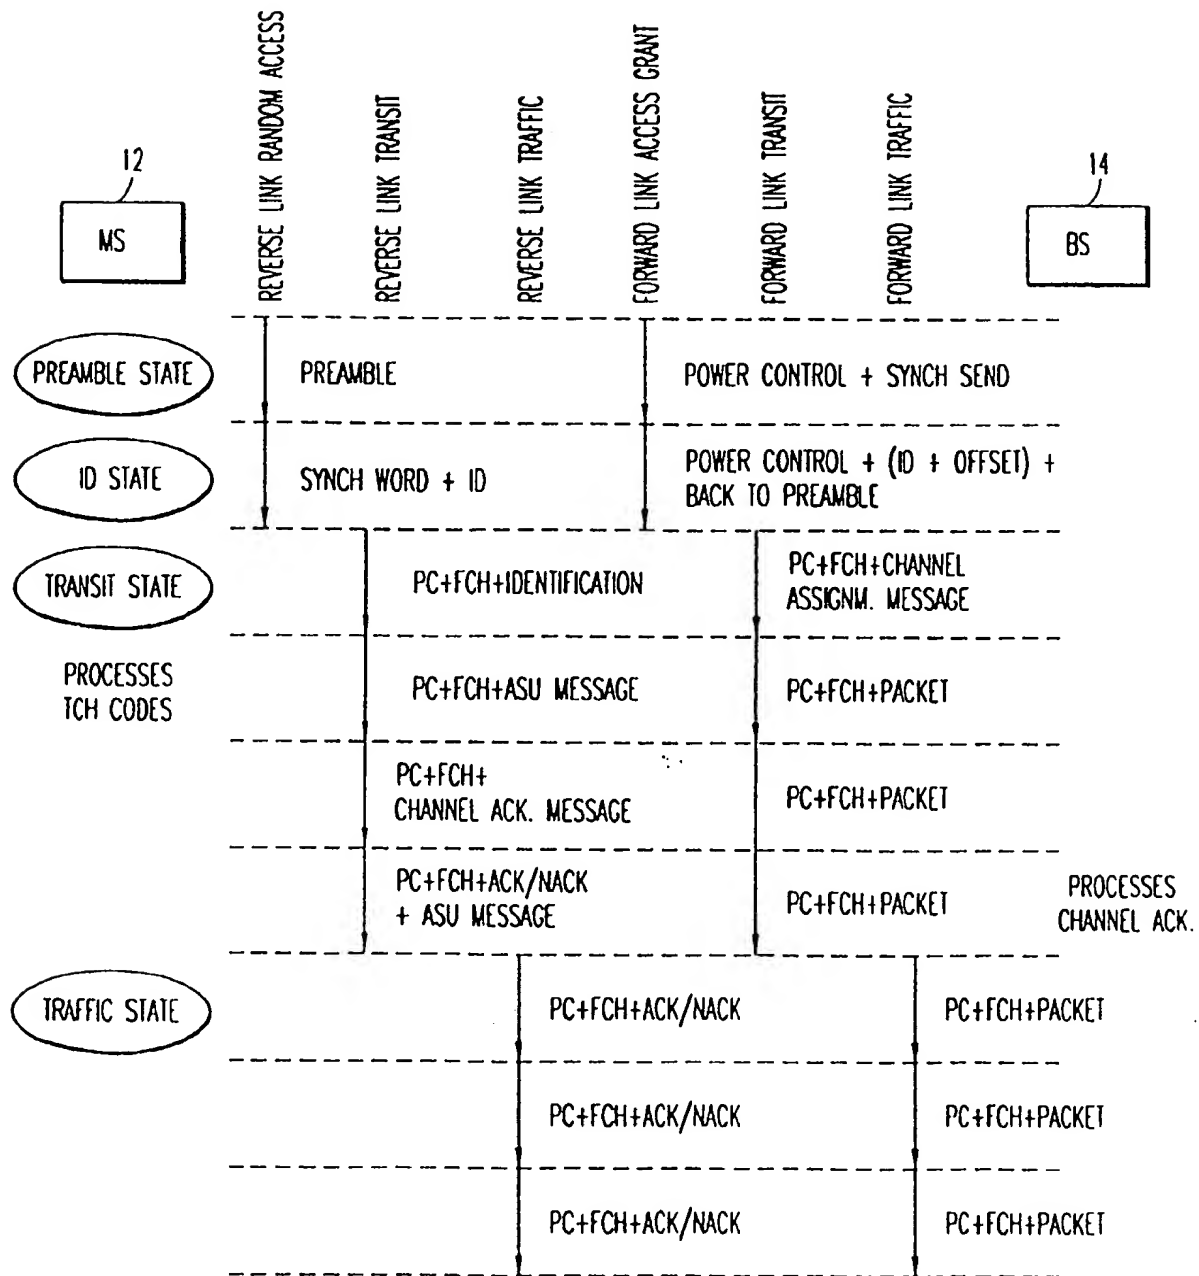 12
MS
REVERSE LINK RANDOM ACCESS
REVERSE LINK TRANSIT
REVERSE LINK TRAFFIC
FORWARD LINK ACCESS GRANT
FORWARD LINK TRANSIT
FORWARD LINK TRAFFIC
14
BS
PREAMBLE STATE
PREAMBLE
POWER CONTROL + SYNCH SEND
ID STATE
SYNCH WORD + ID
POWER CONTROL + (ID + OFFSET) +
BACK TO PREAMBLE
TRANSIT STATE
PC+FCH+IDENTIFICATION
PC+FCH+CHANNEL
ASSIGNM. MESSAGE
PROCESSES
TCH CODES
PC+FCH+ASU MESSAGE
PC+FCH+PACKET
PC+FCH+
CHANNEL ACK. MESSAGE
PC+FCH+PACKET
PC+FCH+ACK/NACK
+ ASU MESSAGE
PC+FCH+PACKET
PROCESSES
CHANNEL ACK.
TRAFFIC STATE
PC+FCH+ACK/NACK
PC+FCH+PACKET
PC+FCH+ACK/NACK
PC+FCH+PACKET
PC+FCH+ACK/NACK
PC+FCH+PACKET